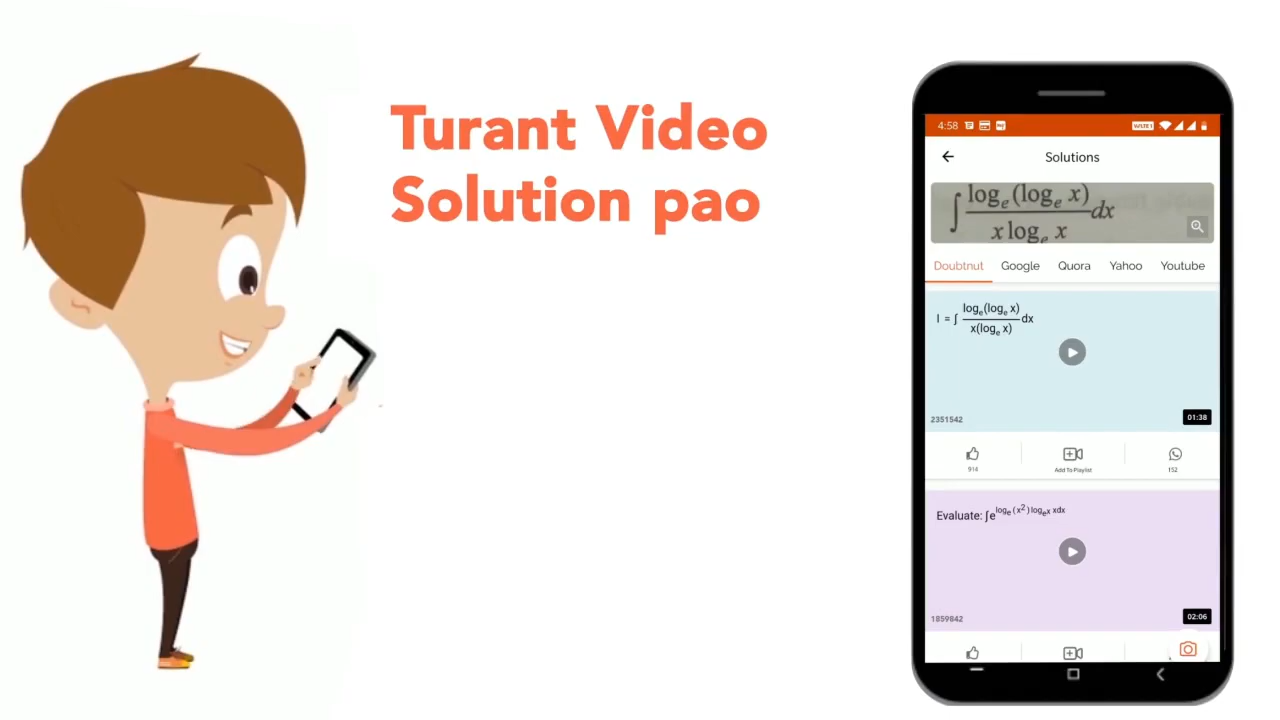 Turant Video
Solution pao
4:58
Solutions
∫ logₑ(logₑ x) / x logₑ x dx
Doubtnut Google Quora Yahoo Youtube
I = ∫ logₑ(logₑ x) / x(logₑ x) dx
2351542 01:38
914 Add To Playlist 152
Evaluate: ∫e^logₑ(x²)logₑx xdx
1859842 02:06